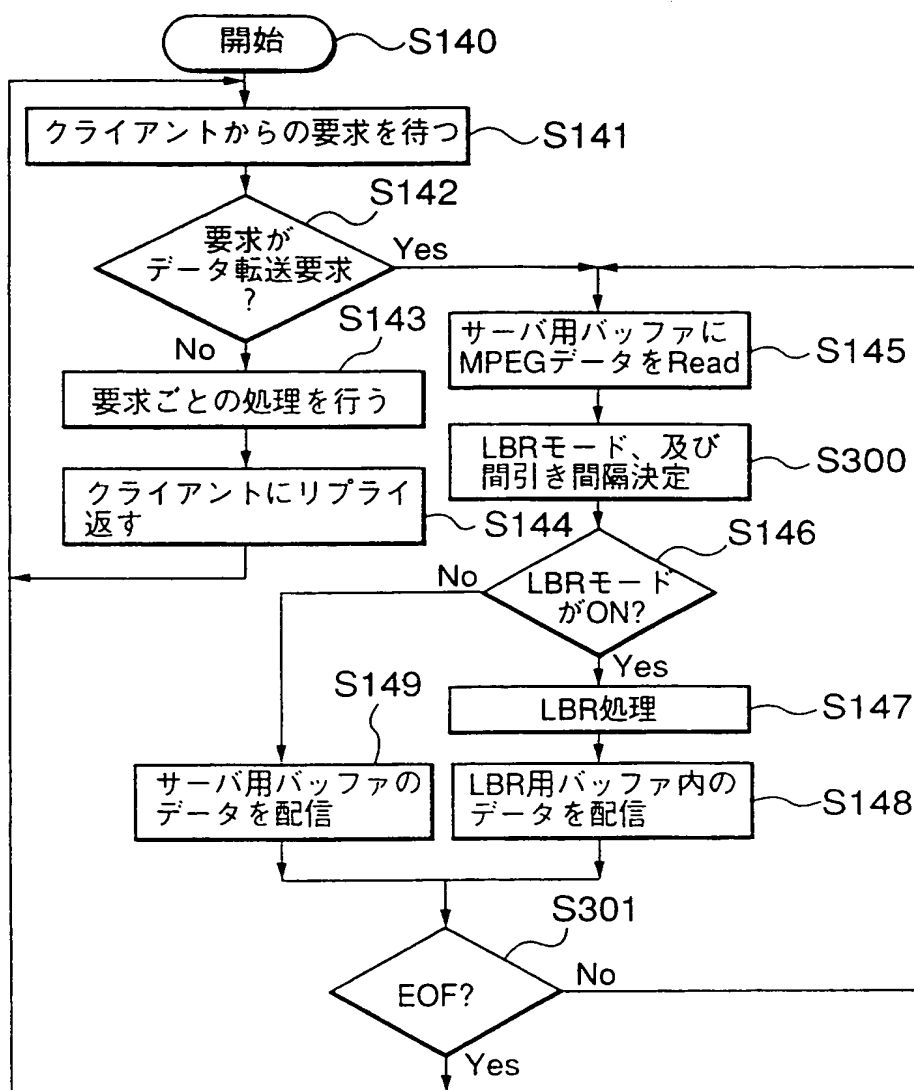 開始
S140
クライアントからの要求を待つ
S141
S142
要求が
データ転送要求
?
Yes
No
S143
要求ごとの処理を行う
クライアントにリプライ
返す
S144
サーバ用バッファに
MPEGデータをRead
S145
LBRモード、及び
間引き間隔決定
S300
S146
LBRモード
がON?
No
Yes
LBR処理
S147
S149
サーバ用バッファの
データを配信
LBR用バッファ内の
データを配信
S148
S301
EOF?
No
Yes